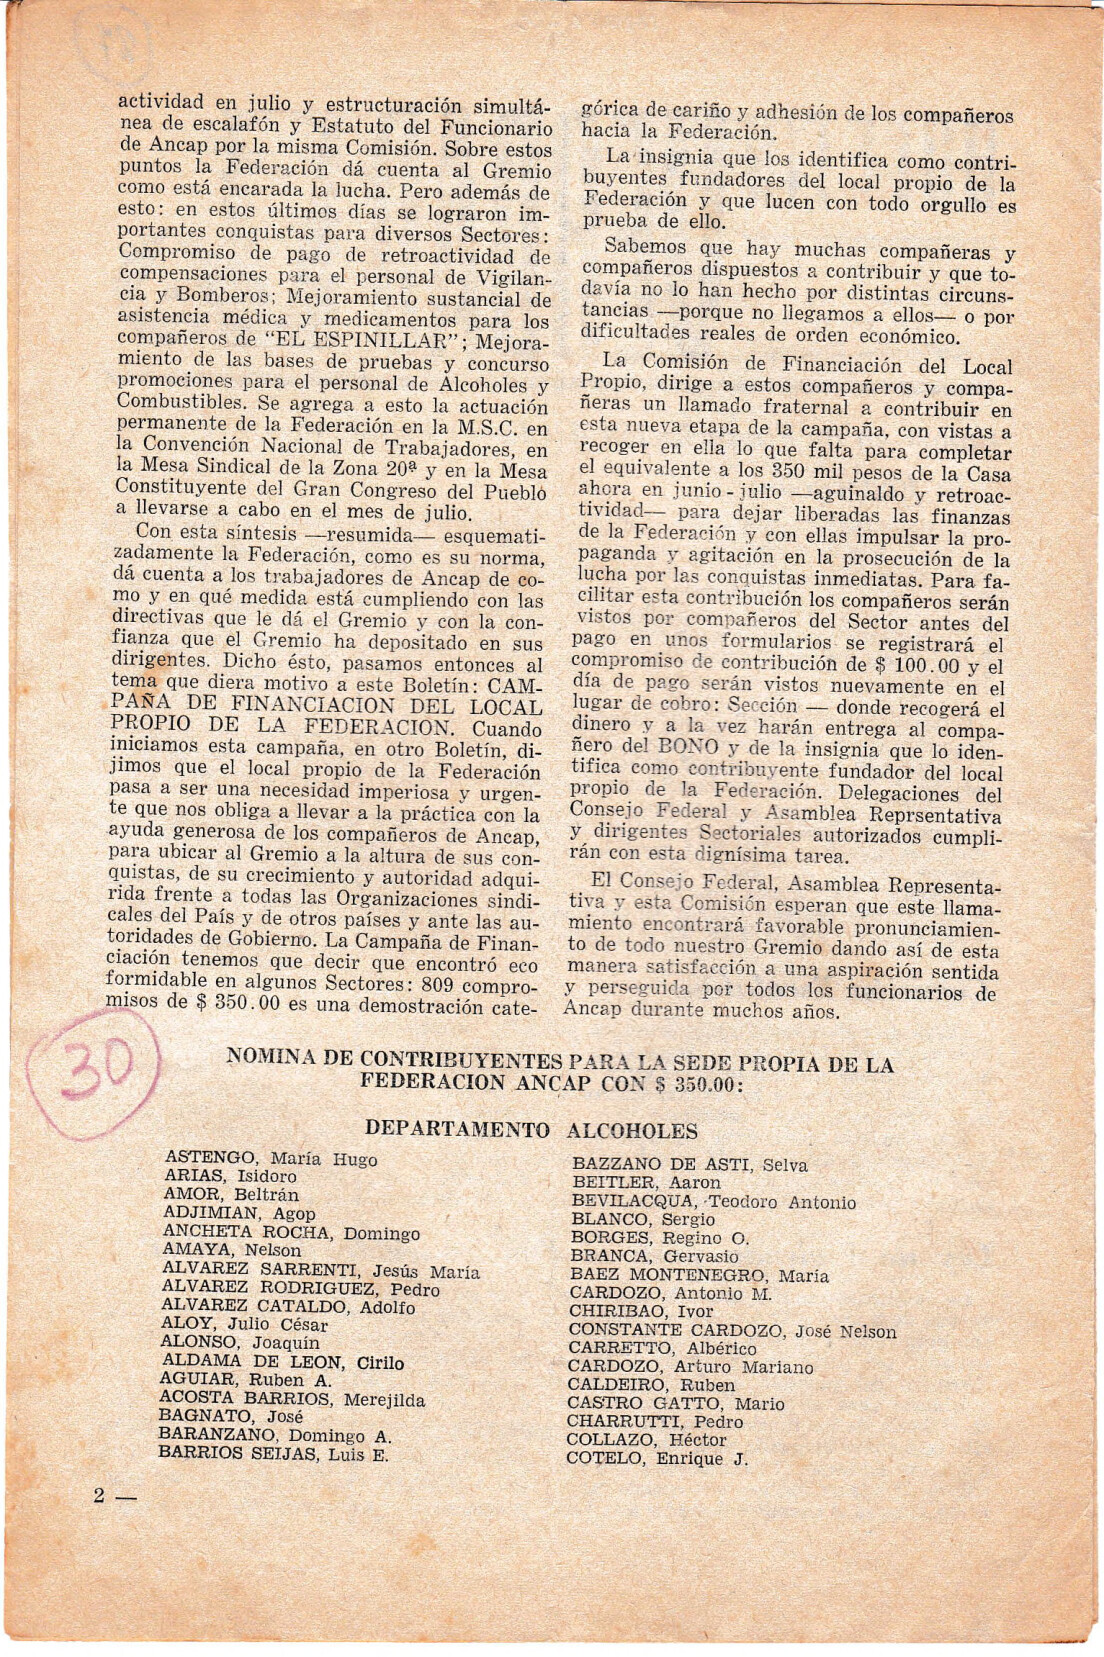 actividad en julio y estructuración simultá-
nea de escalafón y Estatuto del Funcionario
de Ancap por la misma Comisión. Sobre estos
puntos la Federación dá cuenta al Gremio
como está encarada la lucha. Pero además de
esto: en estos últimos días se lograron im-
portantes conquistas para diversos Sectores:
Compromiso de pago de retroactividad de
compensaciones para el personal de Vigilan-
cia y Bomberos; Mejoramiento sustancial de
asistencia médica y medicamentos para los
compañeros de "EL ESPINILLAR"; Mejora-
miento de las bases de pruebas y concurso
promociones para el personal de Alcoholes y
Combustibles. Se agrega a esto la actuación
permanente de la Federación en la M.S.C. en
la Convención Nacional de Trabajadores, en
la Mesa Sindical de la Zona 20ª y en la Mesa
Constituyente del Gran Congreso del Pueblo
a llevarse a cabo en el mes de julio.
Con esta síntesis —resumida— esquemati-
zadamente la Federación, como es su norma,
dá cuenta a los trabajadores de Ancap de co-
mo y en qué medida está cumpliendo con las
directivas que le dá el Gremio y con la con-
fianza que el Gremio ha depositado en sus
dirigentes. Dicho ésto, pasamos entonces al
tema que diera motivo a este Boletín: CAM-
PAÑA DE FINANCIACION DEL LOCAL
PROPIO DE LA FEDERACION. Cuando
iniciamos esta campaña, en otro Boletín, di-
jimos que el local propio de la Federación
pasa a ser una necesidad imperiosa y urgen-
te que nos obliga a llevar a la práctica con la
ayuda generosa de los compañeros de Ancap,
para ubicar al Gremio a la altura de sus con-
quistas, de su crecimiento y autoridad adqui-
rida frente a todas las Organizaciones sindi-
cales del País y de otros países y ante las au-
toridades de Gobierno. La Campaña de Finan-
ciación tenemos que decir que encontró eco
formidable en algunos Sectores: 809 compro-
misos de $ 350.00 es una demostración cate-
górica de cariño y adhesión de los compañeros
hacia la Federación.
La insignia que los identifica como contri-
buyentes fundadores del local propio de la
Federación y que lucen con todo orgullo es
prueba de ello.
Sabemos que hay muchas compañeras y
compañeros dispuestos a contribuir y que to-
davía no lo han hecho por distintas circuns-
tancias —porque no llegamos a ellos— o por
dificultades reales de orden económico.
La Comisión de Financiación del Local
Propio, dirige a estos compañeros y compa-
ñeras un llamado fraternal a contribuir en
esta nueva etapa de la campaña, con vistas a
recoger en ella lo que falta para completar
el equivalente a los 350 mil pesos de la Casa
ahora en junio - julio —aguinaldo y retroac-
tividad— para dejar liberadas las finanzas
de la Federación y con ellas impulsar la pro-
paganda y agitación en la prosecución de la
lucha por las conquistas inmediatas. Para fa-
cilitar esta contribución los compañeros serán
vistos por compañeros del Sector antes del
pago en unos formularios se registrará el
compromiso de contribución de $ 100.00 y el
día de pago serán vistos nuevamente en el
lugar de cobro: Sección — donde recogerá el
dinero y a la vez harán entrega al compa-
ñero del BONO y de la insignia que lo iden-
tifica como contribuyente fundador del local
propio de la Federación. Delegaciones del
Consejo Federal y Asamblea Reprsentativa
y dirigentes Sectoriales autorizados cumpli-
rán con esta dignísima tarea.
El Consejo Federal, Asamblea Representa-
tiva y esta Comisión esperan que este llama-
miento encontrará favorable pronunciamien-
to de todo nuestro Gremio dando así de esta
manera satisfacción a una aspiración sentida
y perseguida por todos los funcionarios de
Ancap durante muchos años.
30
NOMINA DE CONTRIBUYENTES PARA LA SEDE PROPIA DE LA
FEDERACION ANCAP CON $ 350.00:
DEPARTAMENTO ALCOHOLES
ASTENGO, María Hugo
ARIAS, Isidoro
AMOR, Beltrán
ADJIMIAN, Agop
ANCHETA ROCHA, Domingo
AMAYA, Nelson
ALVAREZ SARRENTI, Jesús María
ALVAREZ RODRIGUEZ, Pedro
ALVAREZ CATALDO, Adolfo
ALOY, Julio César
ALONSO, Joaquín
ALDAMA DE LEON, Cirilo
AGUIAR, Ruben A.
ACOSTA BARRIOS, Merejilda
BAGNATO, José
BARANZANO, Domingo A.
BARRIOS SEIJAS, Luis E.
BAZZANO DE ASTI, Selva
BEITLER, Aaron
BEVILACQUA, Teodoro Antonio
BLANCO, Sergio
BORGES, Regino O.
BRANCA, Gervasio
BAEZ MONTENEGRO, María
CARDOZO, Antonio M.
CHIRIBAO, Ivor
CONSTANTE CARDOZO, José Nelson
CARRETTO, Albérico
CARDOZO, Arturo Mariano
CALDEIRO, Ruben
CASTRO GATTO, Mario
CHARRUTTI, Pedro
COLLAZO, Héctor
COTELO, Enrique J.
2 —